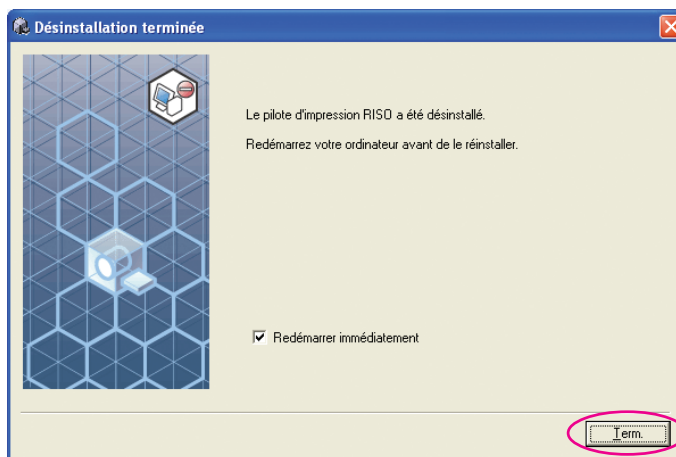 Désinstallation terminée
Le pilote d'impression RISO a été désinstallé.
Redémarrez votre ordinateur avant de le réinstaller.
Redémarrer immédiatement
Term.